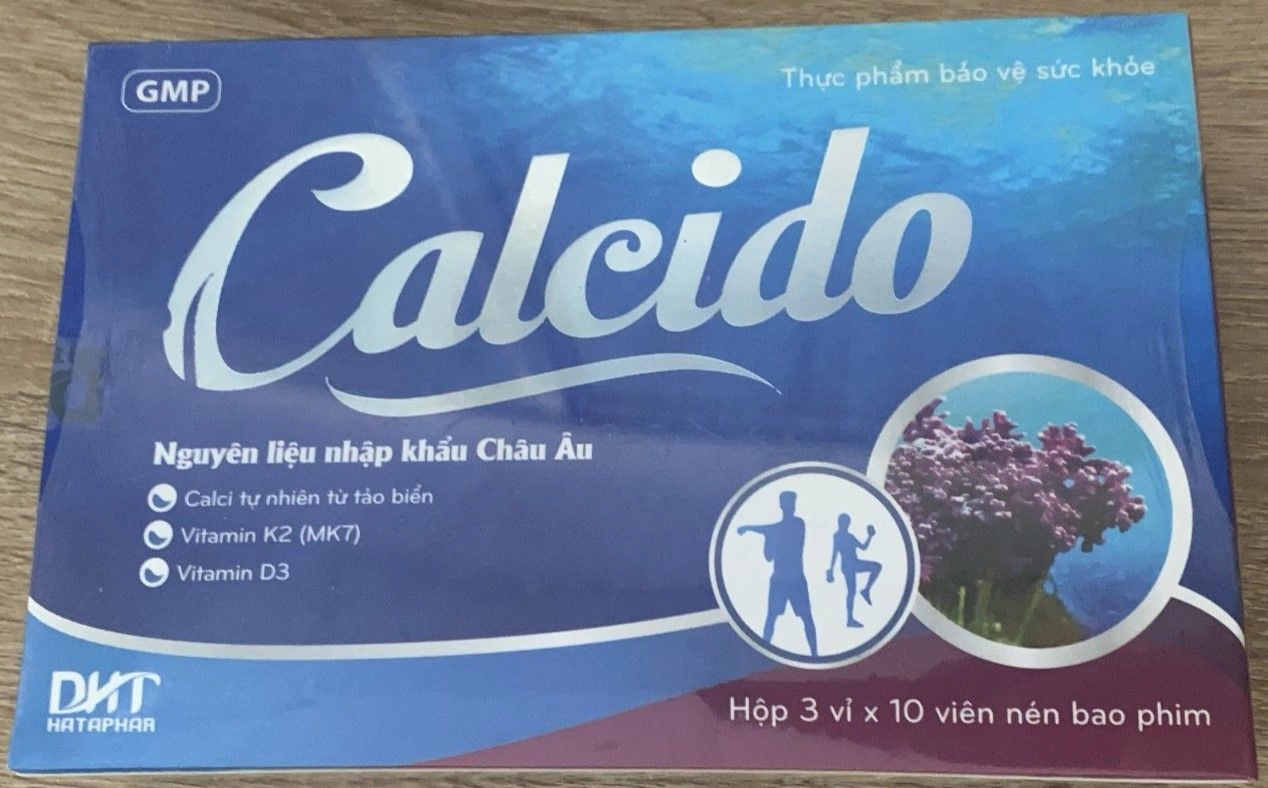 GMP
Thực phẩm bảo vệ sức khỏe
Calcido
Nguyên liệu nhập khẩu Châu Âu
Calci tự nhiên từ tảo biển
Vitamin K2 (MK7)
Vitamin D3
DHT
HATAPHAR
Hộp 3 vỉ x 10 viên nén bao phim